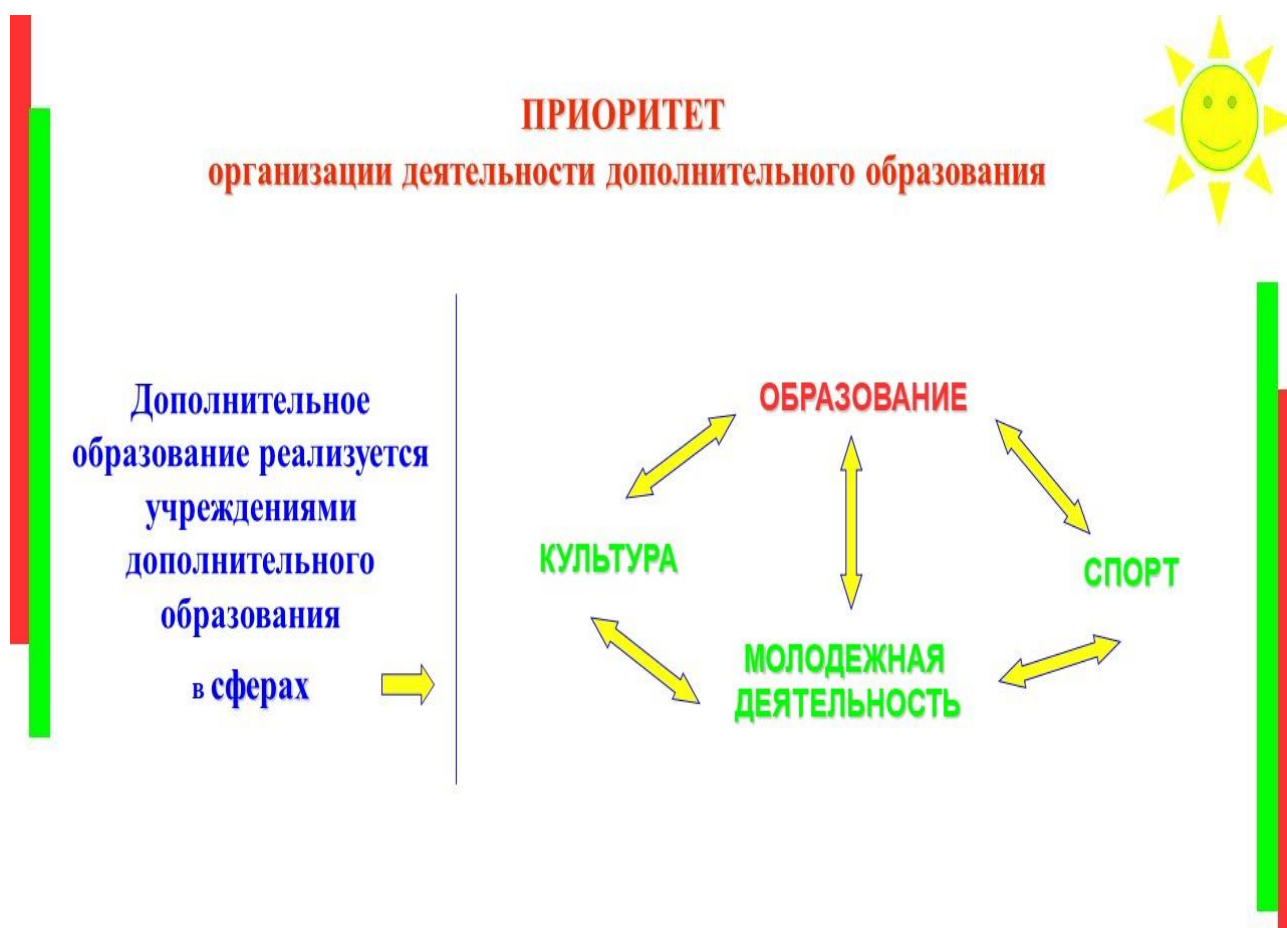 ПРИОРИТЕТ
организации деятельности дополнительного образования
Дополнительное
образование реализуется
учреждениями
дополнительного
образования
в сферах
ОБРАЗОВАНИЕ
КУЛЬТУРА
СПОРТ
МОЛОДЕЖНАЯ
ДЕЯТЕЛЬНОСТЬ